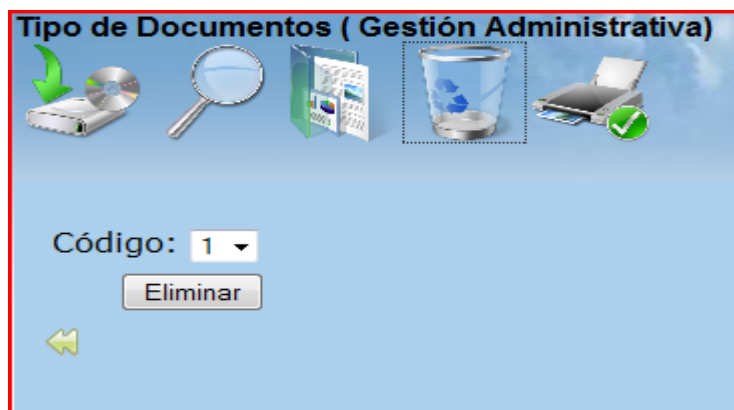 Tipo de Documentos ( Gestión Administrativa)
Código: 1
Eliminar